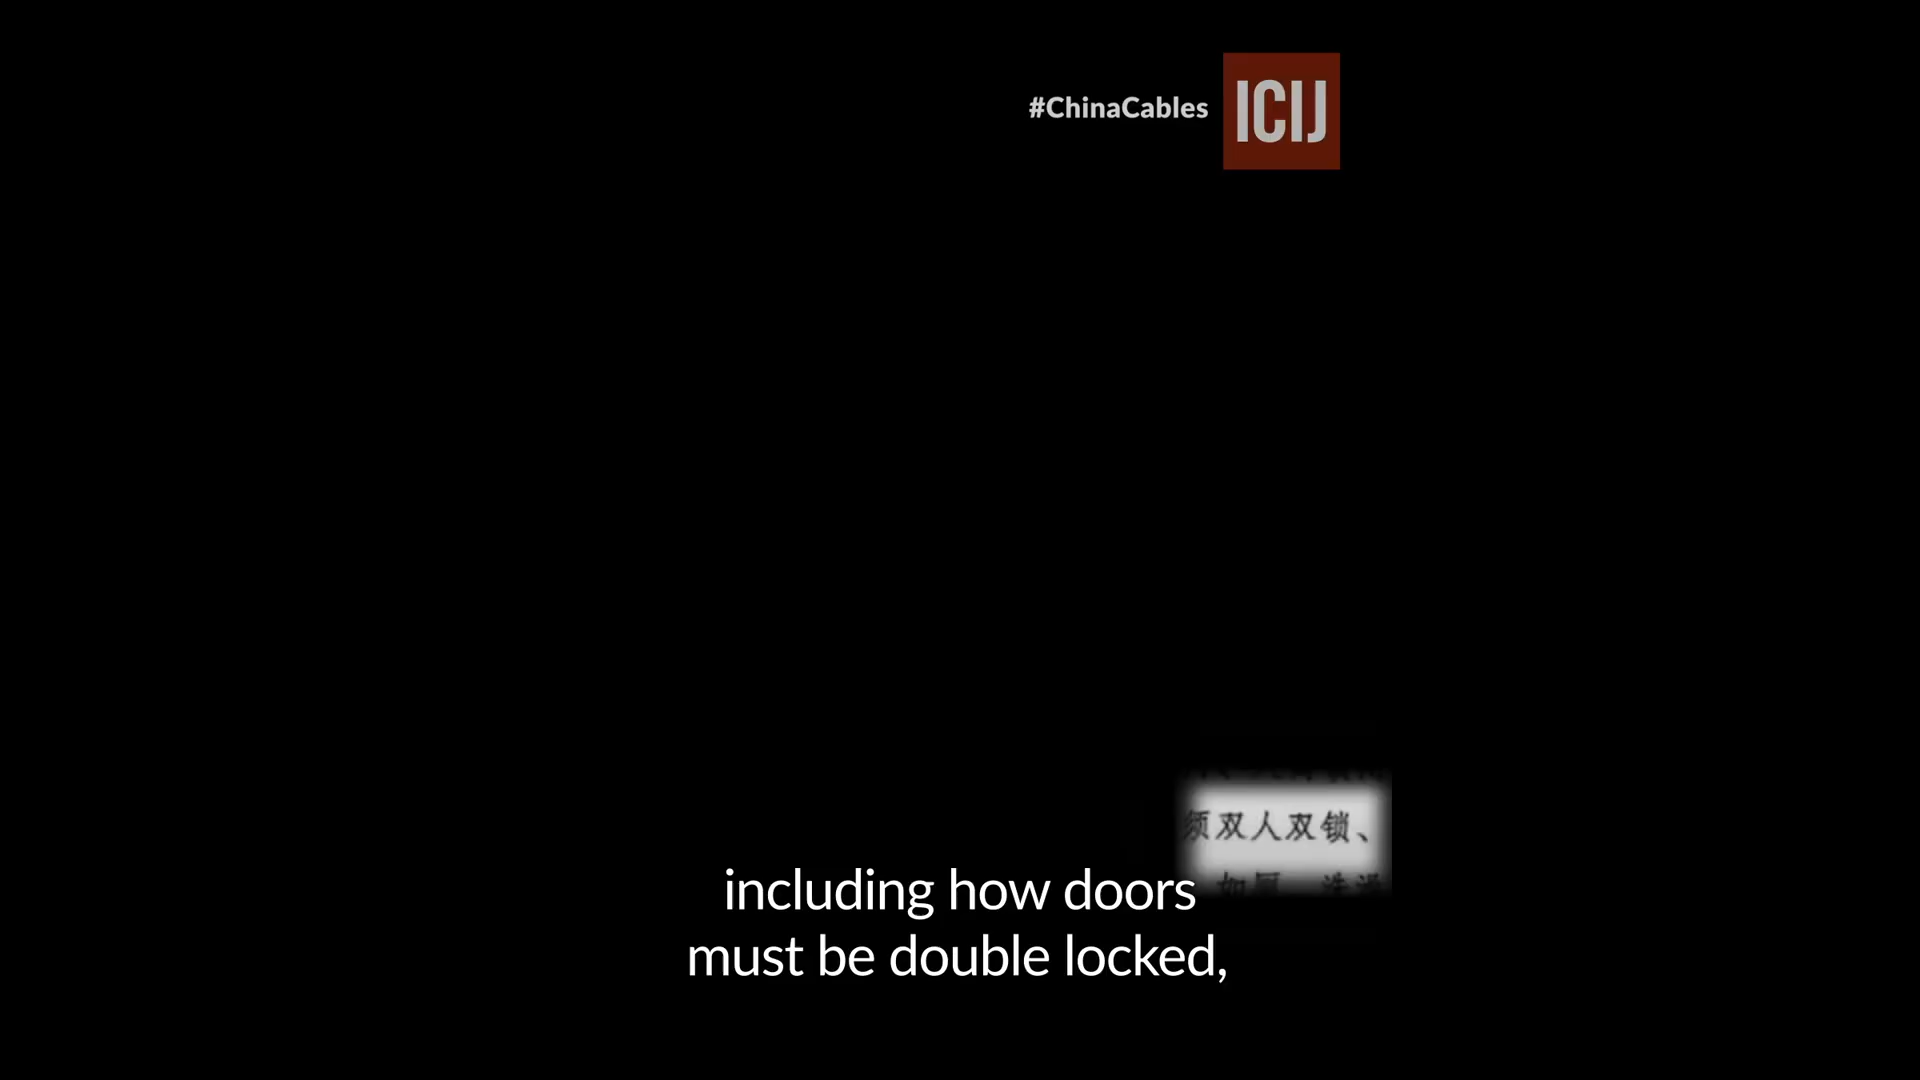 #ChinaCables
ICIJ
须双人双锁、
including how doors
must be double locked,